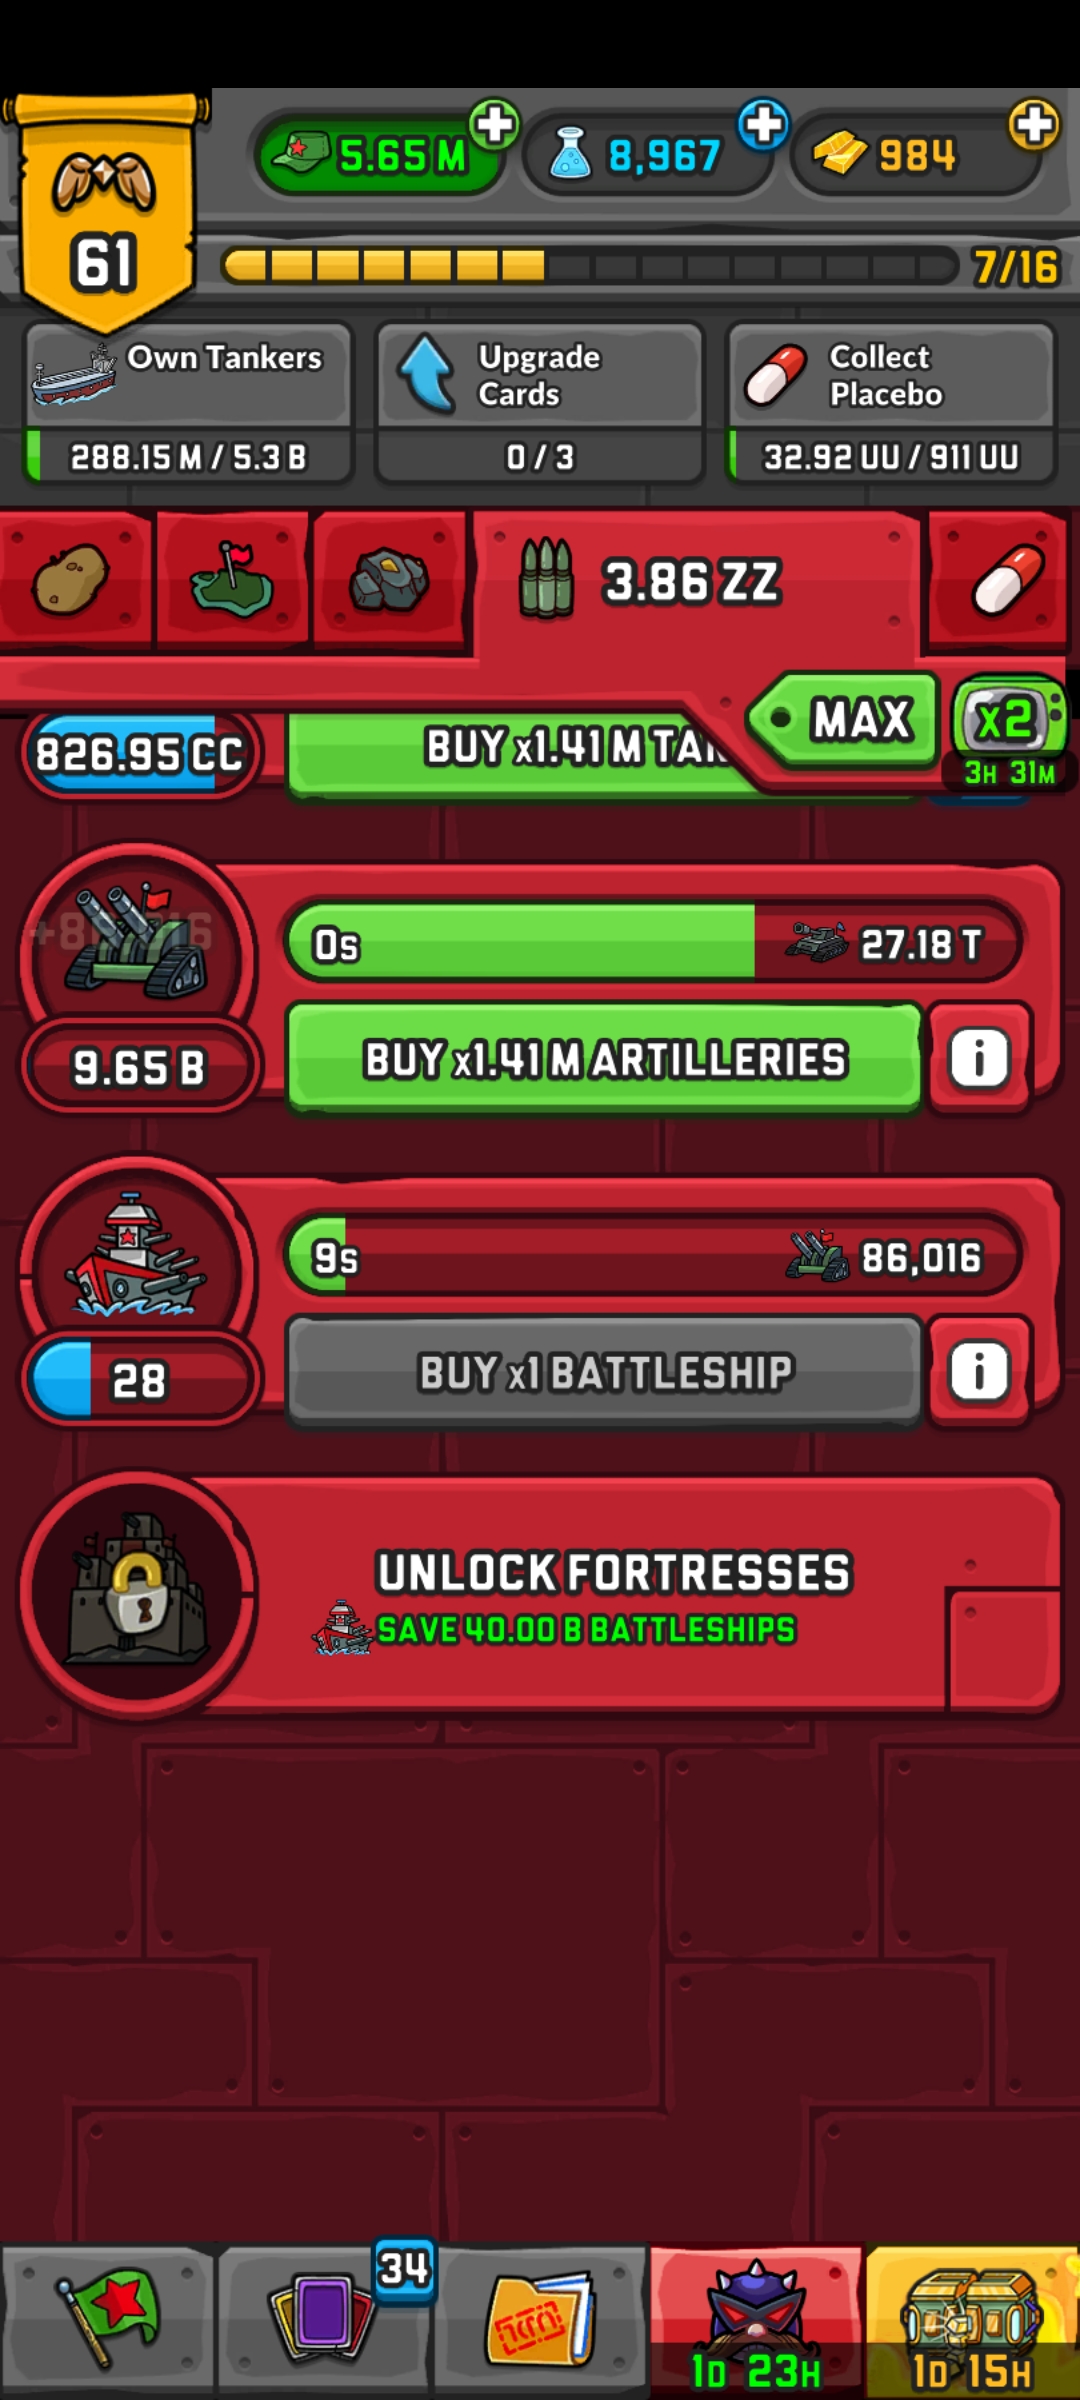 5.65 M
8,967
984
61
7/16
Own Tankers
Upgrade
Cards
Collect
Placebo
288.15 M / 5.3 B
0 / 3
32.92 UU / 911 UU
3.86 ZZ
MAX
x2
3H 31M
826.95 CC
BUY x1.41 M
0s
27.18 T
9.65 B
BUY x1.41 M ARTILLERIES
i
9s
86,016
28
BUY x1 BATTLESHIP
i
UNLOCK FORTRESSES
SAVE 40.00 B BATTLESHIPS
34
1D 23H
1D 15H